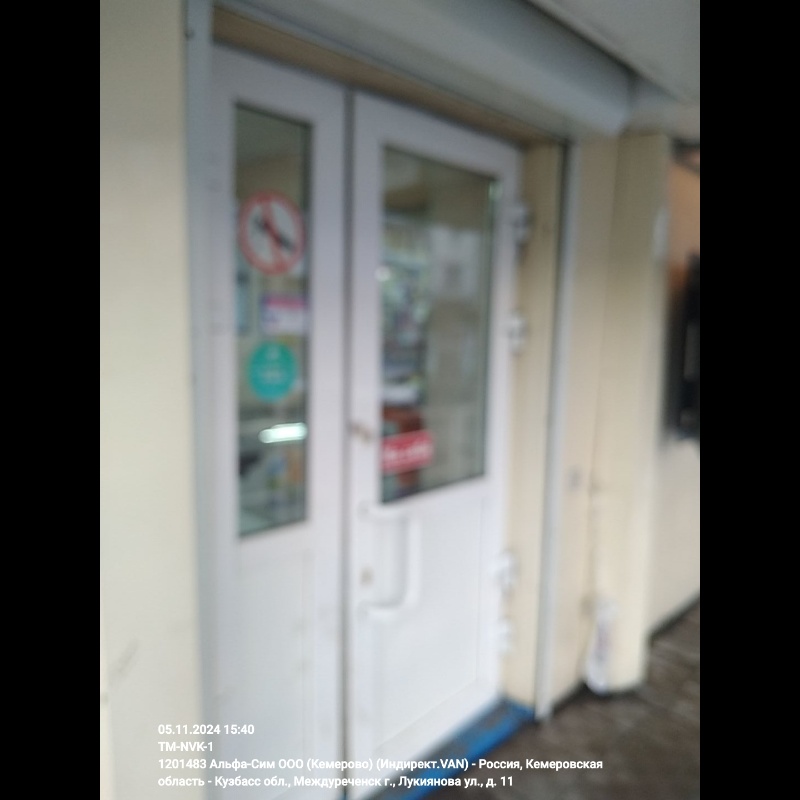 05.11.2024 15:40
TM-NVK-1
1201483 Альфа-Сим ООО (Кемерово) (Индирект.VAN) - Россия, Кемеровская
область - Кузбасс обл., Междуреченск г., Лукиянова ул., д. 11